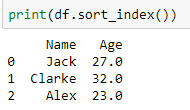 print(df.sort_index())
Name Age
0 Jack 27.0
1 Clarke 32.0
2 Alex 23.0